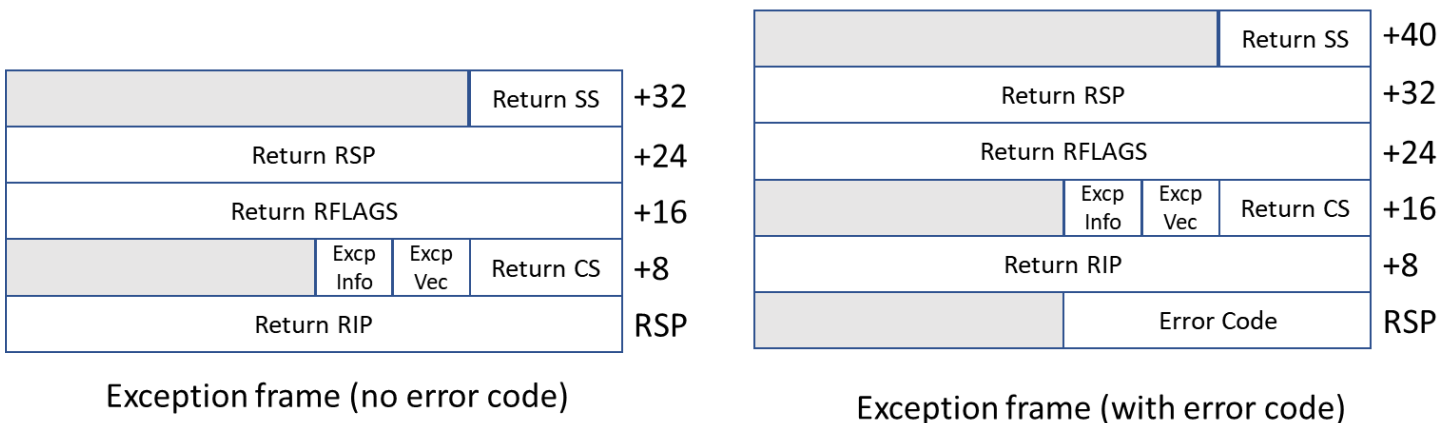 Return SS +32
Return RSP +24
Return RFLAGS +16
Excp Info Excp Vec Return CS +8
Return RIP RSP
Exception frame (no error code)
Return SS +40
Return RSP +32
Return RFLAGS +24
Excp Info Excp Vec Return CS +16
Return RIP +8
Error Code RSP
Exception frame (with error code)